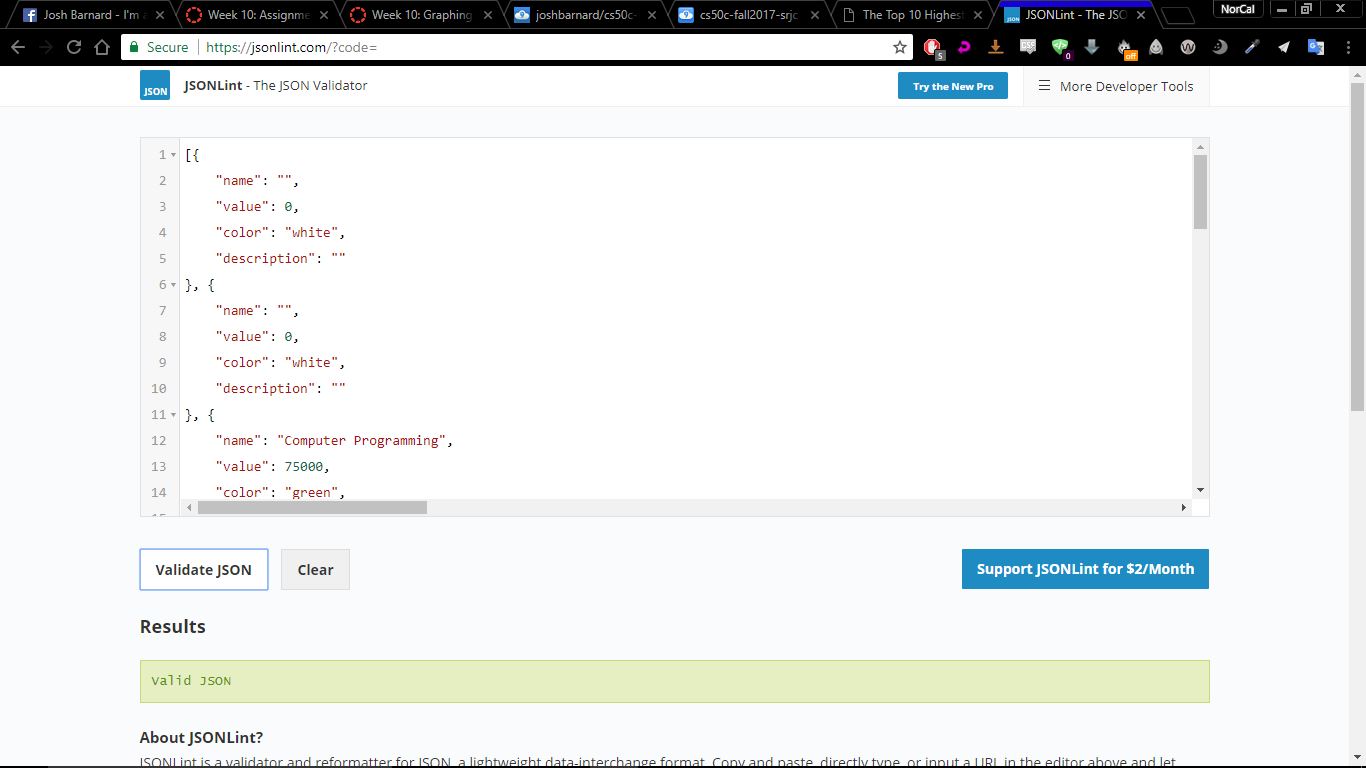 Josh Barnard - I'm
Week 10: Assignme
Week 10: Graphing
joshbarnard/cs50c-
cs50c-fall2017-srjc
The Top 10 Highes
JSONLint - The JSO
NorCal
Secure
https://jsonlint.com/?code=
5
0
off
JSON
JSONLint - The JSON Validator
Try the New Pro
More Developer Tools
1 [{
2 "name": "",
3 "value": 0,
4 "color": "white",
5 "description": ""
6 }, {
7 "name": "",
8 "value": 0,
9 "color": "white",
10 "description": ""
11 }, {
12 "name": "Computer Programming",
13 "value": 75000,
14 "color": "green",
Validate JSON
Clear
Support JSONLint for $2/Month
Results
Valid JSON
About JSONLint?
JSONLint is a validator and reformatter for JSON, a lightweight data-interchange format. Copy and paste, directly type, or input a URL in the editor above and let